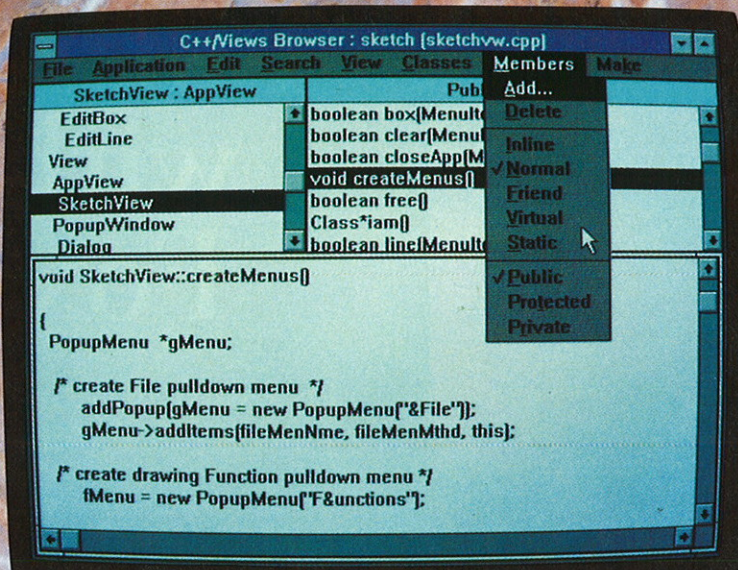 C++/Views Browser : sketch (sketchvw.cpp)
File Application Edit Search View Classes Members Make
SketchView : AppView
EditBox
EditLine
View
AppView
SketchView
PopupWindow
Dialog
boolean box(
boolean clear(
boolean closeApp(
void createMenus()
boolean free()
Class*iam()
boolean line(
Add...
Delete
Inline
✓Normal
Friend
Virtual
Static
✓Public
Protected
Private
void SketchView::createMenus()
{
PopupMenu *gMenu;
/* create File pulldown menu */
addPopup(gMenu = new PopupMenu("&File"));
gMenu->addItems(fileMenNme, fileMenMthd, this);
/* create drawing Function pulldown menu */
fMenu = new PopupMenu("F&unctions");